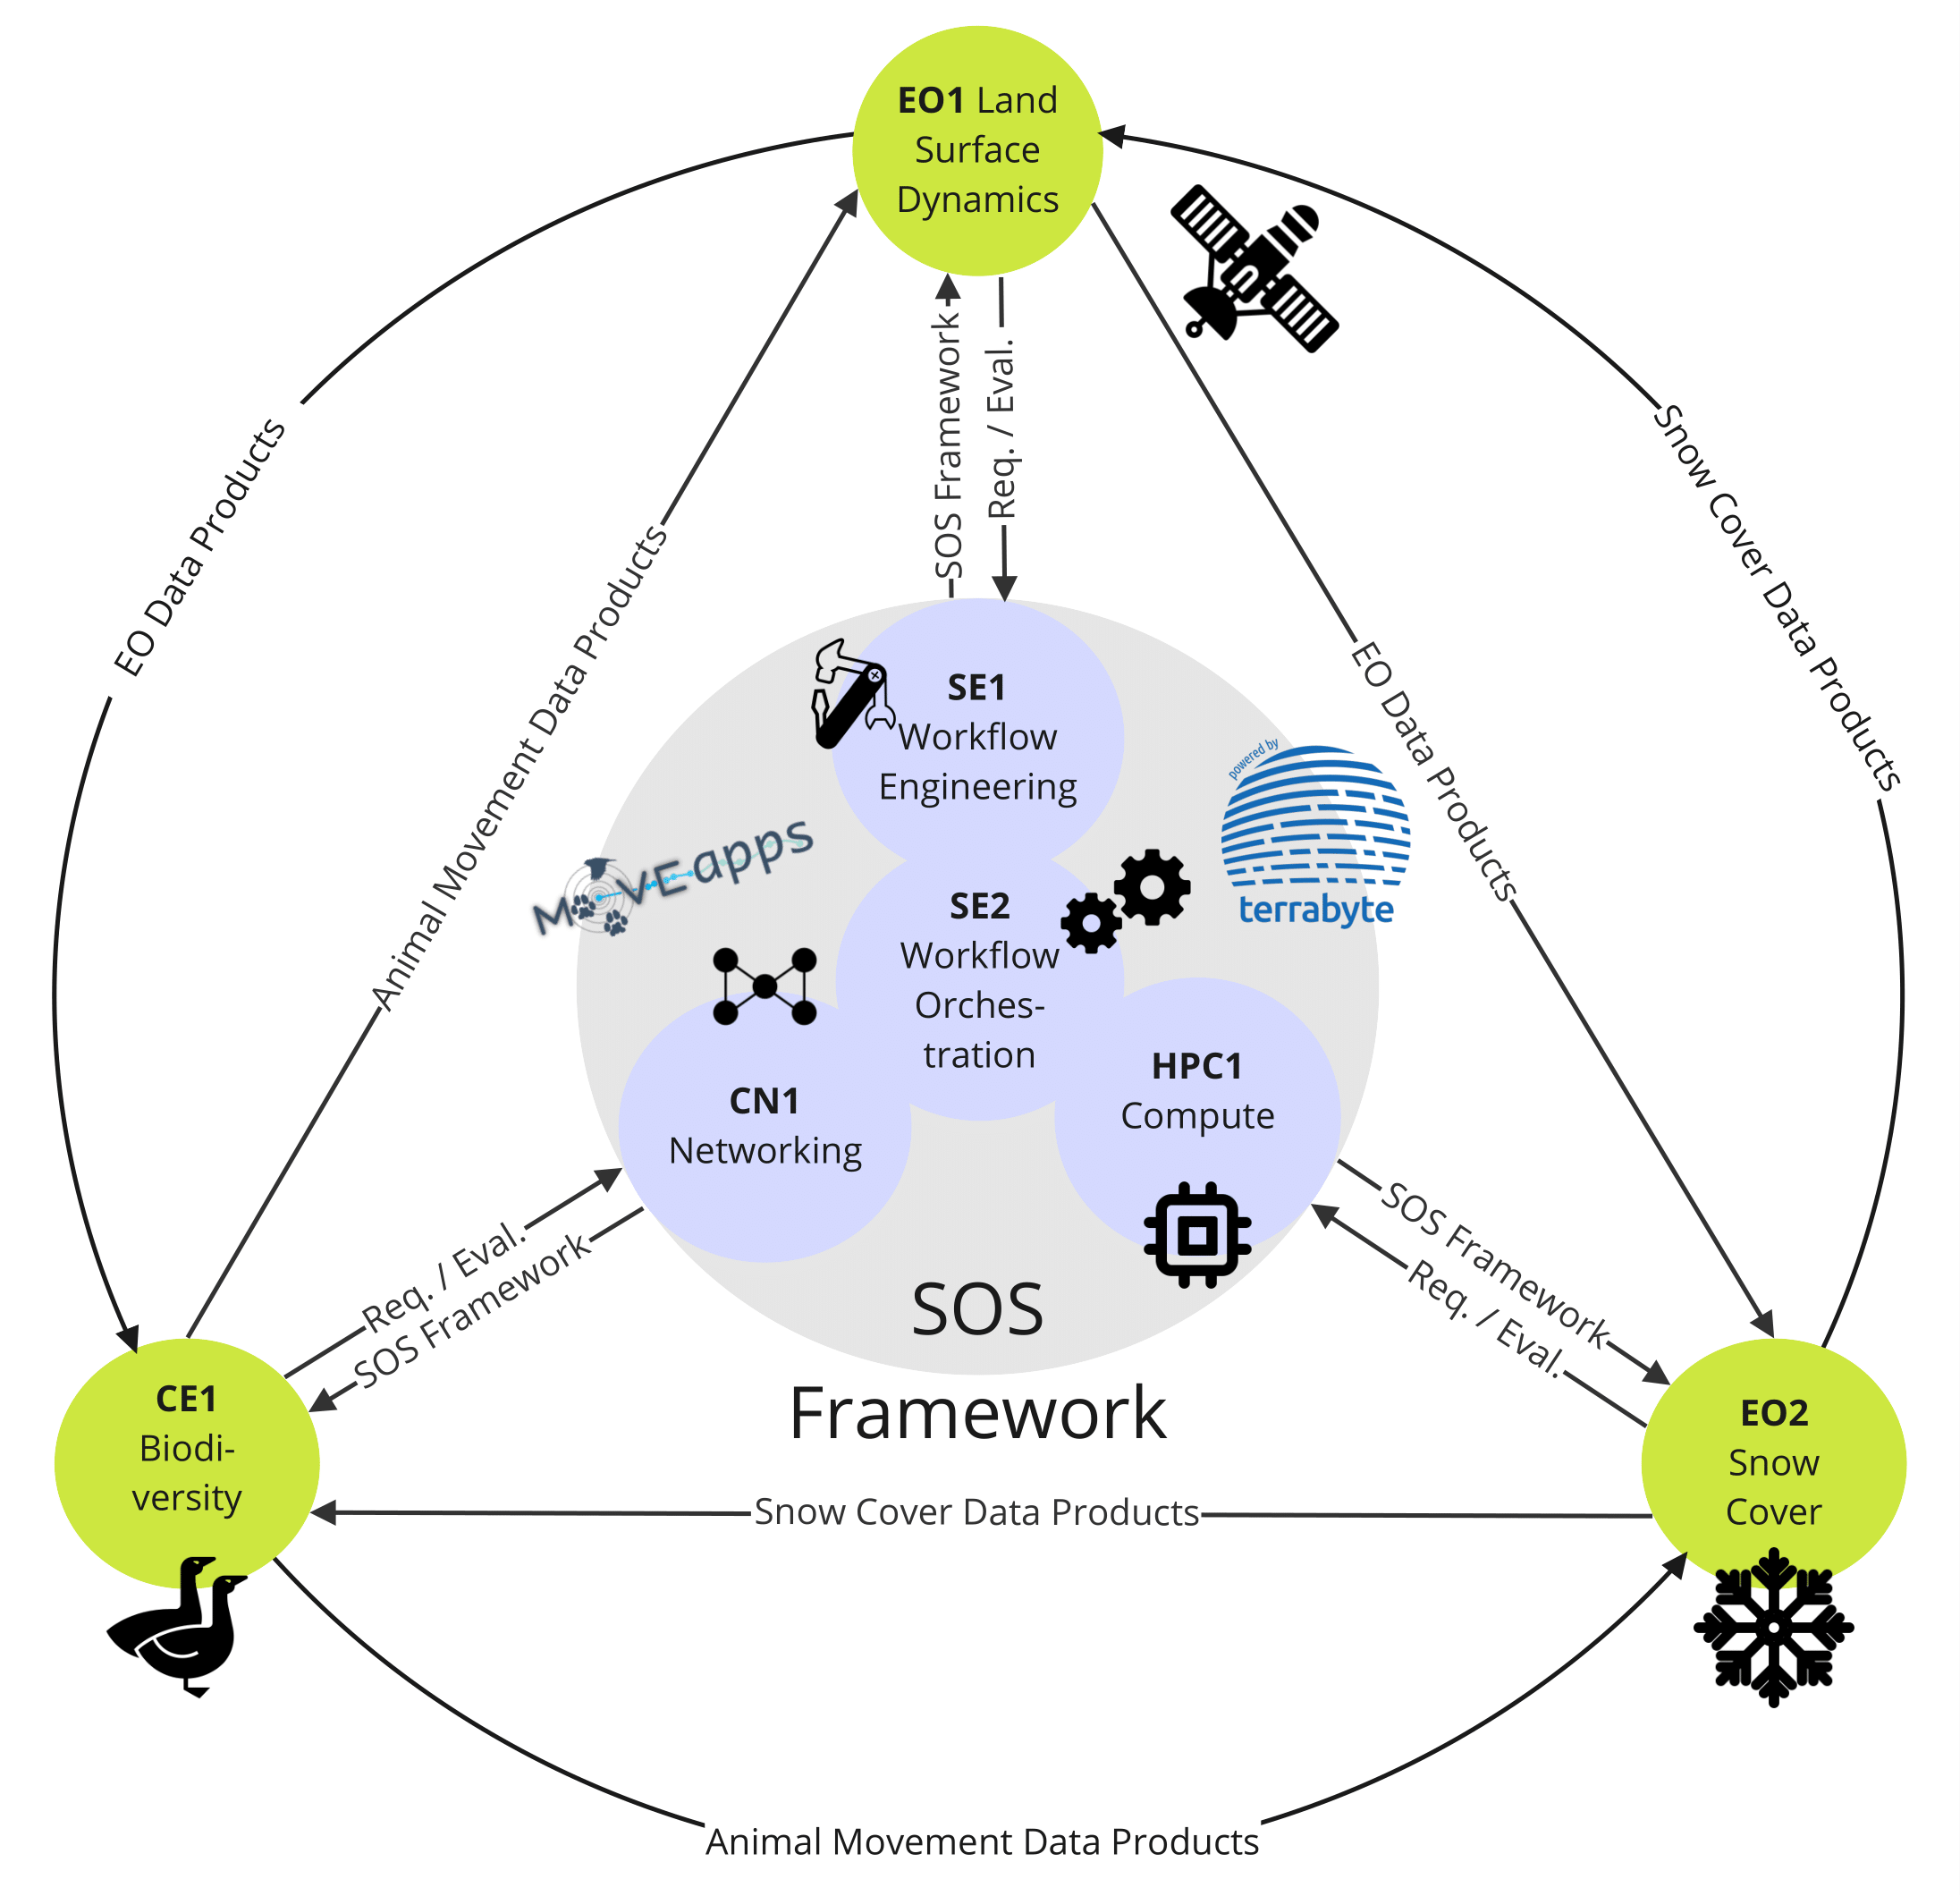 EO1 Land
Surface
Dynamics
EO Data Products
Animal Movement Data Products
SOS Framework
Req. / Eval.
EO Data Products
Snow Cover Data Products
SE1
Workflow
Engineering
MOVEapps
powered by
terrabyte
SE2
Workflow
Orches-
tration
CN1
Networking
HPC1
Compute
SOS
Framework
Req. / Eval.
SOS Framework
SOS Framework
Req. / Eval.
CE1
Biodi-
versity
EO2
Snow
Cover
Snow Cover Data Products
Animal Movement Data Products